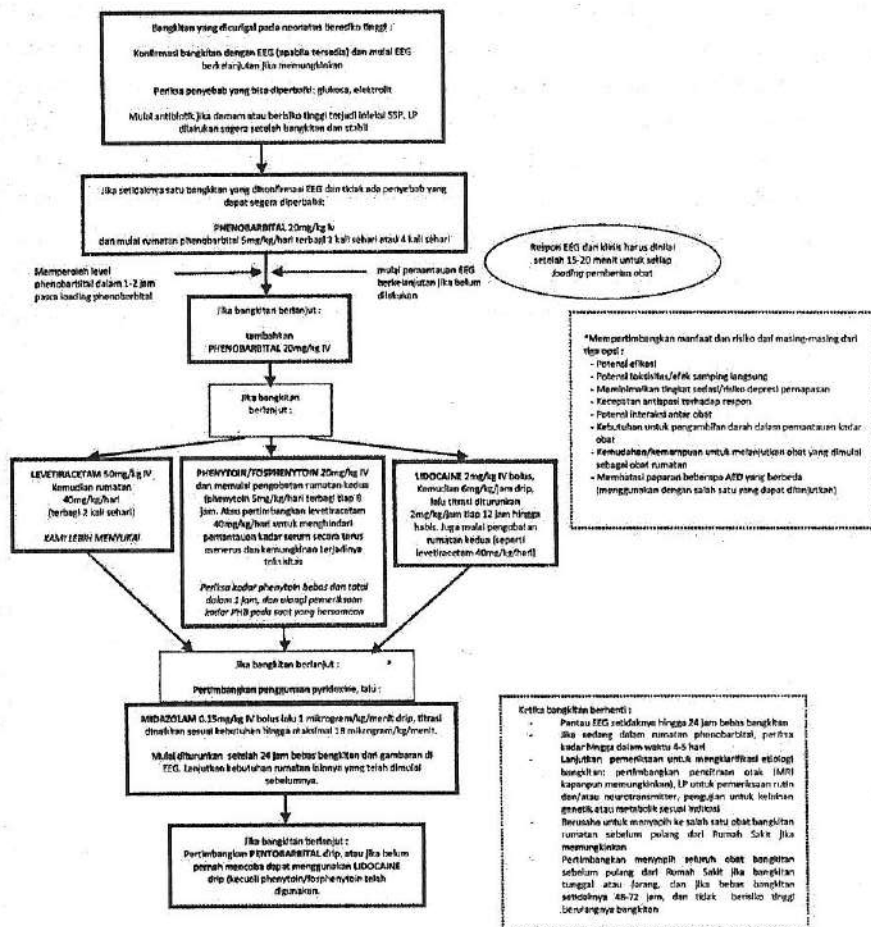 Bangkitan yang dicurigai pada neonatus beresiko tinggi :
Konfirmasi bangkitan dengan EEG (apabila tersedia) dan mulai EEG
berkelanjutan jika memungkinkan
Periksa penyebab yang bisa diperbaiki: glukosa, elektrolit
Mulai antibiotik jika demam atau berisiko tinggi terjadi infeksi SSP. LP
dilakukan segera setelah bangkitan dan stabil
Jika setidaknya satu bangkitan yang dikonfirmasi EEG dan tidak ada penyebab yang
dapat segera diperbaiki:
PHENOBARBITAL 20mg/kg IV
dan mulai rumatan phenobarbital 5mg/kg/hari terbagi 2 kali sehari atau 4 kali sehari
Respon EEG dan klinis harus dinilai
setelah 15-20 menit untuk setiap
loading pemberian obat
Memperoleh level
phenobarbital dalam 1-2 jam
pasca loading phenobarbital
mulai pemantauan EEG
berkelanjutan jika belum
dilakukan
Jika bangkitan berlanjut :
tambahkan
PHENOBARBITAL 20mg/kg IV
*Mempertimbangkan manfaat dan risiko dari masing-masing dari
tiga opsi :
- Potensi efikasi
- Potensi toksisitas/efek samping langsung
- Meminimalkan tingkat sedasi/risiko depresi pernapasan
- Kecepatan antisipasi terhadap respon
- Potensi interaksi antar obat
- Kebutuhan untuk pengambilan darah dalam pemantauan kadar
obat
- Kemudahan/kemampuan untuk melanjutkan obat yang dimulai
sebagai obat rumatan
- Membatasi paparan beberapa AED yang berbeda
(menggunakan dengan salah satu yang dapat dilanjutkan)
Jika bangkitan
berlanjut :
LEVETIRACETAM 50mg/kg IV
Kemudian rumatan
40mg/kg/hari
(terbagi 2 kali sehari)
KAMI LEBIH MENYUKAI
PHENYTOIN/FOSPHENYTOIN 20mg/kg IV
dan memulai pengobatan rumatan kedua
(phenytoin 5mg/kg/hari terbagi tiap 8
jam. Atau pertimbangkan levetiracetam
40mg/kg/hari untuk menghindari
pemantauan kadar serum secara terus
menerus dan kemungkinan terjadinya
toksisitas
Periksa kadar phenytoin bebas dan total
dalam 1 jam, dan ulangi pemeriksaan
kadar PHB pada saat yang bersamaan
LIDOCAINE 2mg/kg IV bolus,
Kemudian 6mg/kg/jam drip,
lalu titrasi diturunkan
2mg/kg/jam tiap 12 jam hingga
habis. Juga mulai pengobatan
rumatan kedua (seperti
levetiracetam 40mg/kg/hari)
Jika bangkitan berlanjut : *
Pertimbangkan penggunaan pyridoxine, lalu :
MIDAZOLAM 0.15mg/kg IV bolus lalu 1 mikrogram/kg/menit drip, titrasi
dinaikkan sesuai kebutuhan hingga maksimal 18 mikrogram/kg/menit.
Mulai diturunkan setelah 24 jam bebas bangkitan dari gambaran di
EEG. Lanjutkan kebutuhan rumatan lainnya yang telah dimulai
sebelumnya.
Jika bangkitan berlanjut :
Pertimbangkan PENTOBARBITAL drip, atau jika belum
pernah mencoba dapat menggunakan LIDOCAINE
drip (kecuali phenytoin/fosphenytoin telah
digunakan.
Ketika bangkitan berhenti :
- Pantau EEG setidaknya hingga 24 jam bebas bangkitan
- Jika sedang dalam rumatan phenobarbital, periksa
kadar hingga dalam waktu 4-5 hari
- Lanjutkan pemeriksaan untuk mengklarifikasi etiologi
bangkitan: pertimbangkan pencitraan otak (MRI
kapanpun memungkinkan), LP untuk pemeriksaan rutin
dan/atau neurotransmitter, pengujian untuk kelainan
genetik atau metabolik sesuai indikasi
- Berusaha untuk menyapih ke salah satu obat bangkitan
rumatan sebelum pulang dari Rumah Sakit jika
memungkinkan
- Pertimbangkan menyapih seluruh obat bangkitan
sebelum pulang dari Rumah Sakit jika bangkitan
tunggal atau jarang, dan jika bebas bangkitan
setidaknya 48-72 jam, dan tidak berisiko tinggi
berulangnya bangkitan